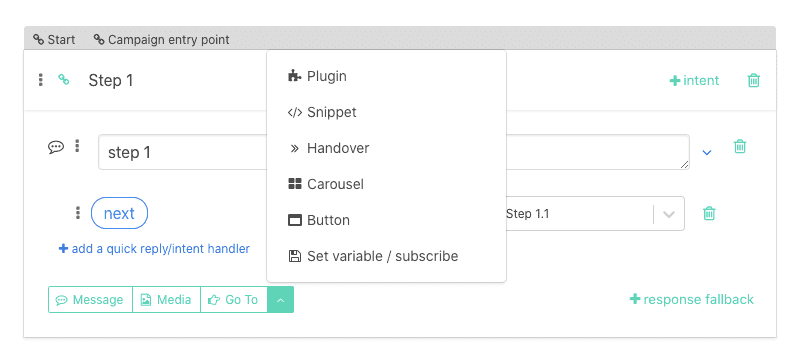 Start Campaign entry point
Step 1
+ intent
step 1
next
Step 1.1
+ add a quick reply/intent handler
Plugin
Snippet
Handover
Carousel
Button
Set variable / subscribe
Message Media Go To
+ response fallback